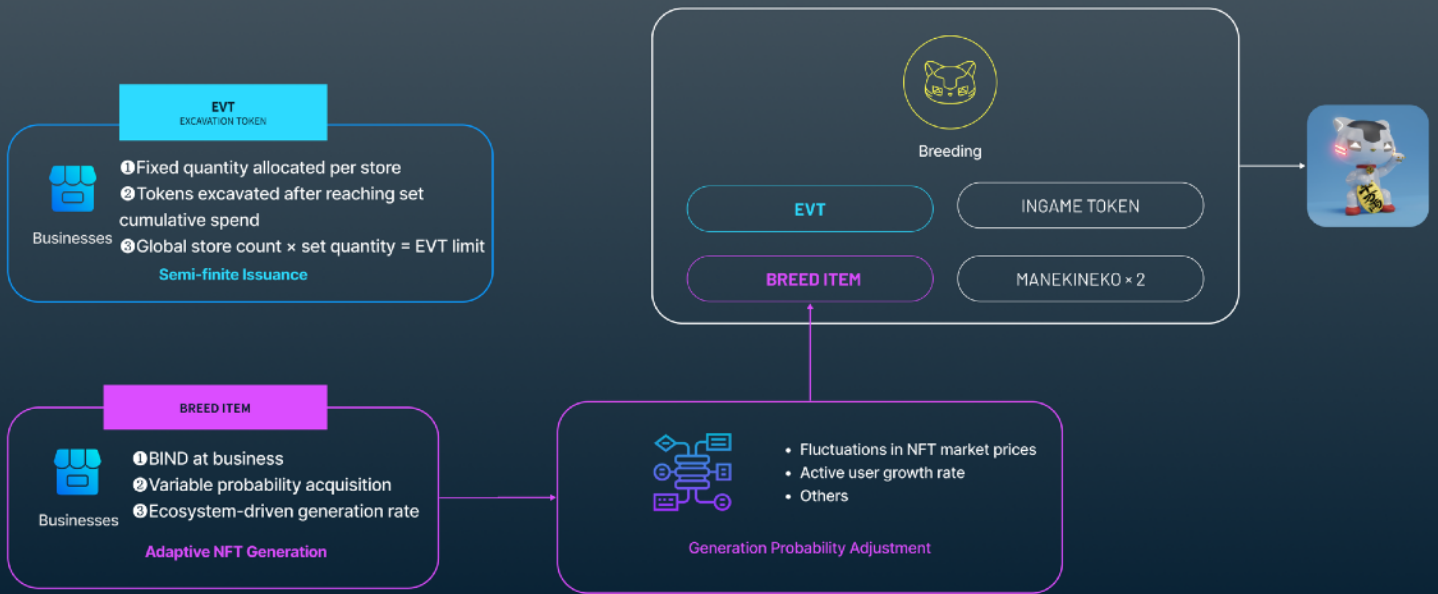 EVT
EXCAVATION TOKEN
Businesses
❶Fixed quantity allocated per store
❷Tokens excavated after reaching set
cumulative spend
❸Global store count × set quantity = EVT limit
Semi-finite Issuance
Breeding
EVT
INGAME TOKEN
BREED ITEM
MANEKINEKO × 2
BREED ITEM
Businesses
❶BIND at business
❷Variable probability acquisition
❸Ecosystem-driven generation rate
Adaptive NFT Generation
• Fluctuations in NFT market prices
• Active user growth rate
• Others
Generation Probability Adjustment